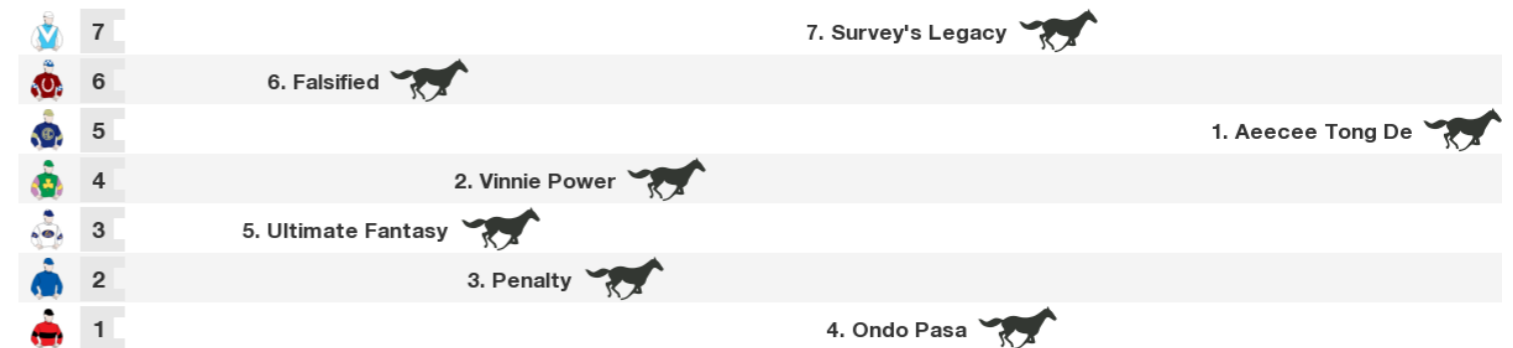 7 7. Survey's Legacy
6 6. Falsified
5 1. Aeecee Tong De
4 2. Vinnie Power
3 5. Ultimate Fantasy
2 3. Penalty
1 4. Ondo Pasa